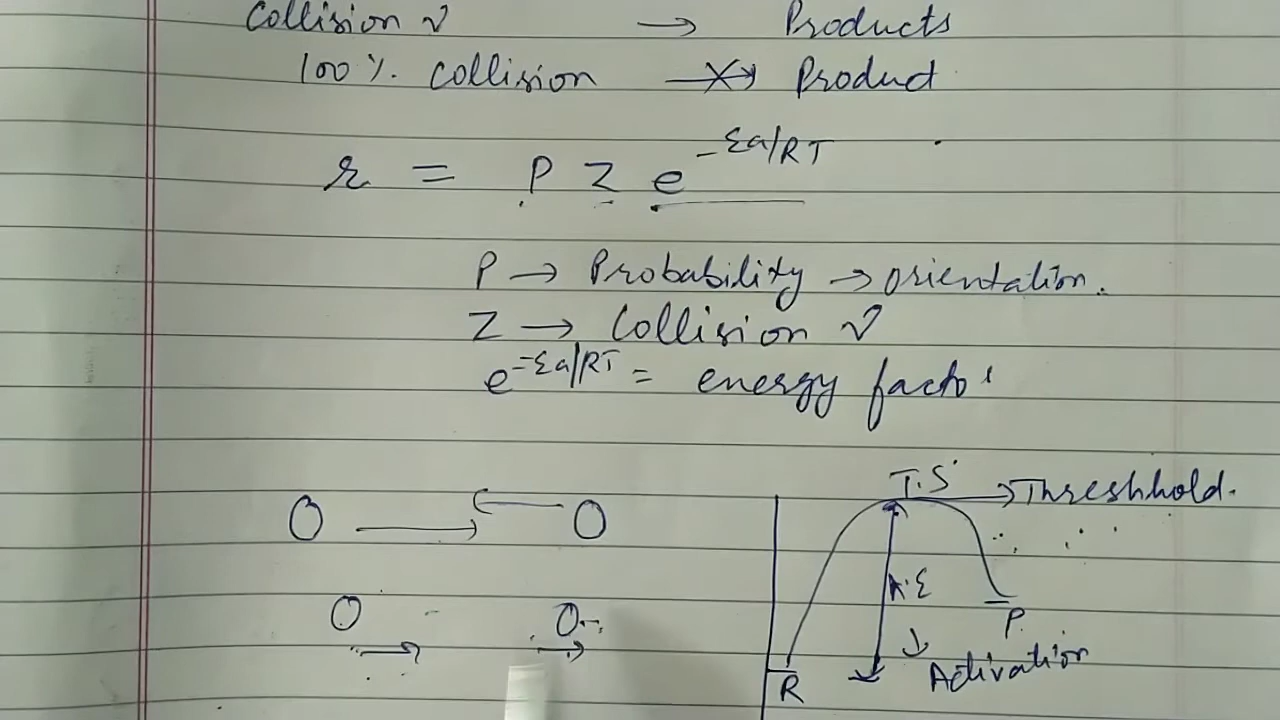 Collision √ → Products
100 %. Collision -X→ Product
r = P Z e^-Ea/RT
P → Probability → orientation.
Z → Collision √
e^-Ea/RT = energy facto
T.S
→ Threshhold.
O → ← O
A.E
O → O →
P
↓
Activation
R